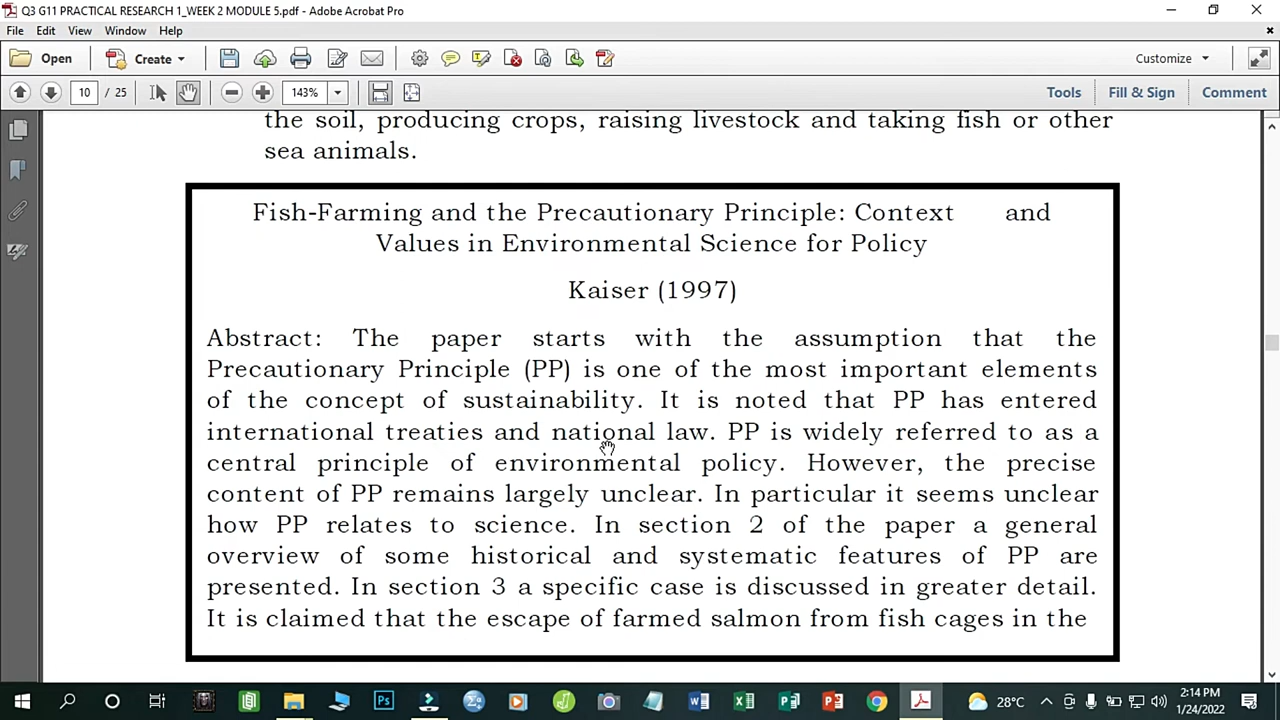 Q3 G11 PRACTICAL RESEARCH 1_WEEK 2 MODULE 5.pdf - Adobe Acrobat Pro
File Edit View Window Help
Open Create Customize
10 / 25 143% Tools Fill & Sign Comment
the soil, producing crops, raising livestock and taking fish or other
sea animals.
Fish-Farming and the Precautionary Principle: Context and
Values in Environmental Science for Policy
Kaiser (1997)
Abstract: The paper starts with the assumption that the
Precautionary Principle (PP) is one of the most important elements
of the concept of sustainability. It is noted that PP has entered
international treaties and national law. PP is widely referred to as a
central principle of environmental policy. However, the precise
content of PP remains largely unclear. In particular it seems unclear
how PP relates to science. In section 2 of the paper a general
overview of some historical and systematic features of PP are
presented. In section 3 a specific case is discussed in greater detail.
It is claimed that the escape of farmed salmon from fish cages in the
28°C 2:14 PM
1/24/2022